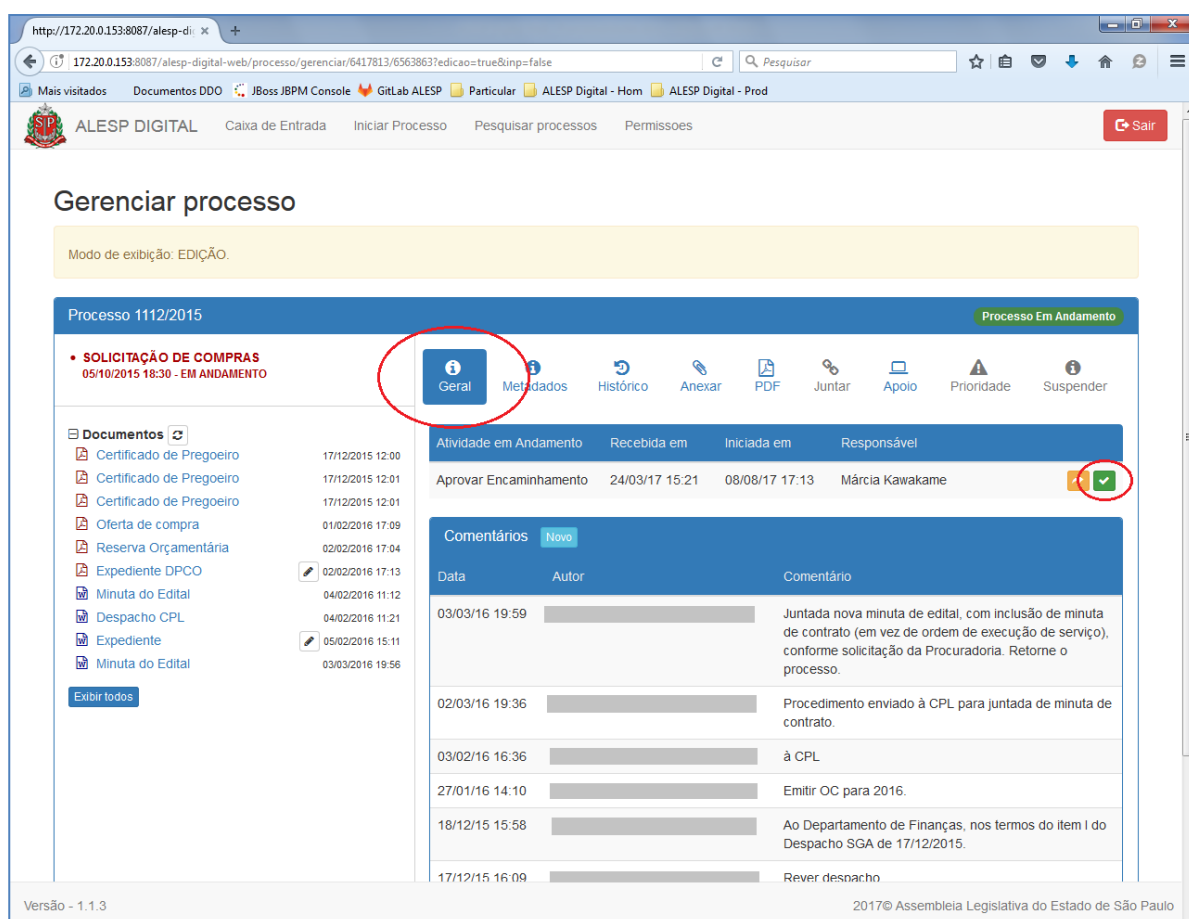 http://172.20.0.153:8087/alesp-dig
172.20.0.153:8087/alesp-digital-web/processo/gerenciar/6417813/6563863?edicao=true&inp=false
Pesquisar
Mais visitados Documentos DDO JBoss JBPM Console GitLab ALESP Particular ALESP Digital - Hom ALESP Digital - Prod
SP ALESP DIGITAL Caixa de Entrada Iniciar Processo Pesquisar processos Permissoes Sair
Gerenciar processo
Modo de exibição: EDIÇÃO.
Processo 1112/2015 Processo Em Andamento
• SOLICITAÇÃO DE COMPRAS
05/10/2015 18:30 - EM ANDAMENTO
Geral Metadados Histórico Anexar PDF Juntar Apoio Prioridade Suspender
Documentos
Certificado de Pregoeiro 17/12/2015 12:00
Certificado de Pregoeiro 17/12/2015 12:01
Certificado de Pregoeiro 17/12/2015 12:01
Oferta de compra 01/02/2016 17:09
Reserva Orçamentária 02/02/2016 17:04
Expediente DPCO 02/02/2016 17:13
Minuta do Edital 04/02/2016 11:12
Despacho CPL 04/02/2016 11:21
Expediente 05/02/2016 15:11
Minuta do Edital 03/03/2016 19:56
Exibir todos
Atividade em Andamento Recebida em Iniciada em Responsável
Aprovar Encaminhamento 24/03/17 15:21 08/08/17 17:13 Márcia Kawakame
Comentários Novo
Data Autor Comentário
03/03/16 19:59 Juntada nova minuta de edital, com inclusão de minuta
de contrato (em vez de ordem de execução de serviço),
conforme solicitação da Procuradoria. Retorne o
processo.
02/03/16 19:36 Procedimento enviado à CPL para juntada de minuta de
contrato.
03/02/16 16:36 à CPL
27/01/16 14:10 Emitir OC para 2016.
18/12/15 15:58 Ao Departamento de Finanças, nos termos do item I do
Despacho SGA de 17/12/2015.
17/12/15 16:09 Rever despacho
Versão - 1.1.3 2017© Assembleia Legislativa do Estado de São Paulo